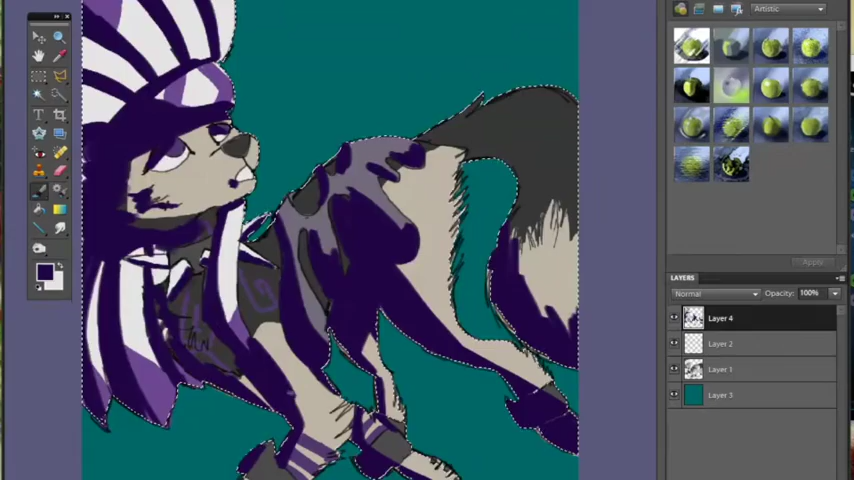 Artistic
Apply
LAYERS
Normal
Opacity: 100%
Layer 4
Layer 2
Layer 1
Layer 3